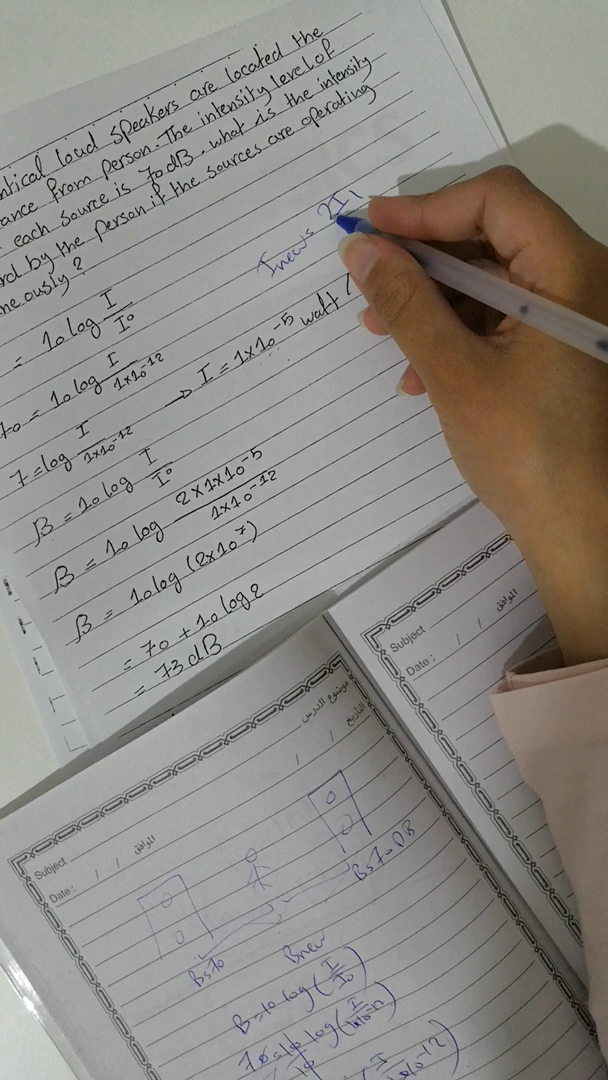 ntical loud speakers are located the
ance from person. The intensity level of
each source is 70 dB. what is the intensity
rd by the person if the sources are operating
neously?
= 10 log I/I°
Inew = 2I1
70 = 10 log I/1×10-12
7 = log I/1×10-12 → I = 1×10-5 watt/
β = 10 log I/I°
β = 10 log 2×1×10-5/1×10-12
β = 10 log (2×10⁷)
= 70 + 10 log 2
= 73 dB
Subject
الموافق
Date: / /
موضوع الدرس
التاريخ / /
Subject
الموافق
Date: / /
B=70
Bnew
B=10 log (I/I0)